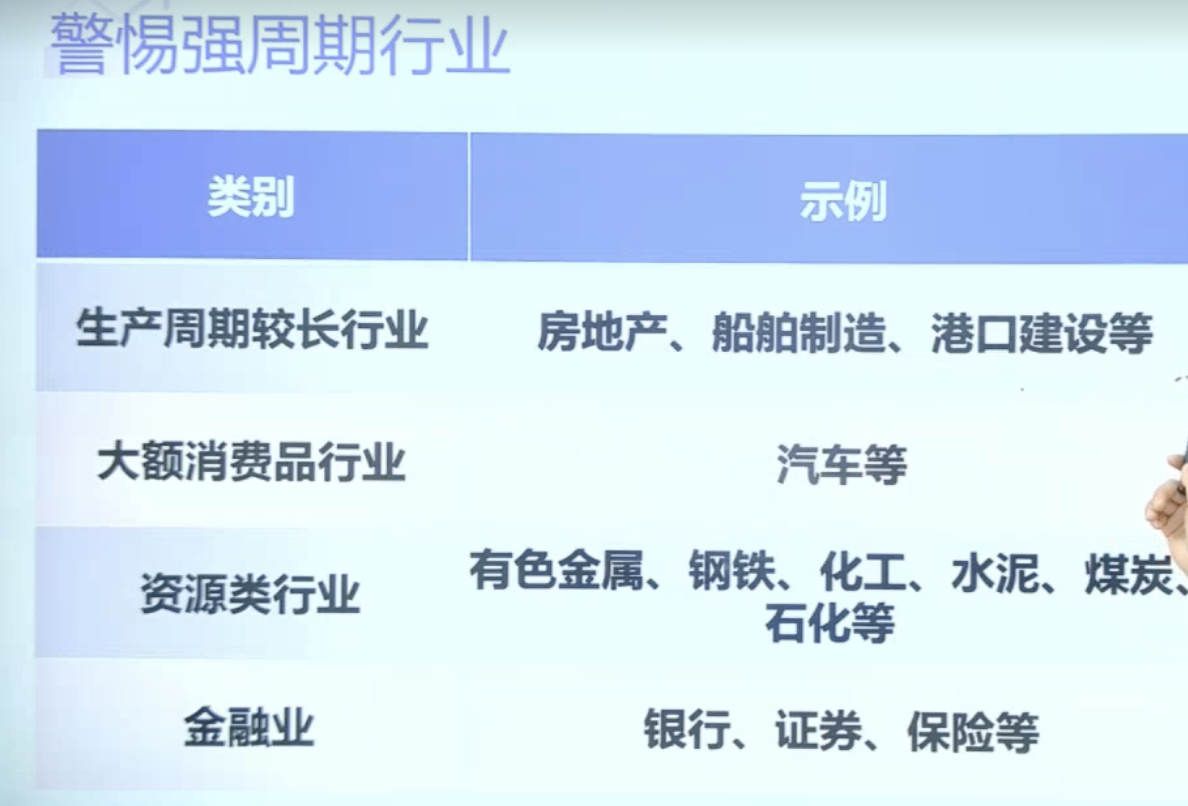 警惕强周期行业
类别
示例
生产周期较长行业
房地产、船舶制造、港口建设等
大额消费品行业
汽车等
资源类行业
有色金属、钢铁、化工、水泥、煤炭、
石化等
金融业
银行、证券、保险等